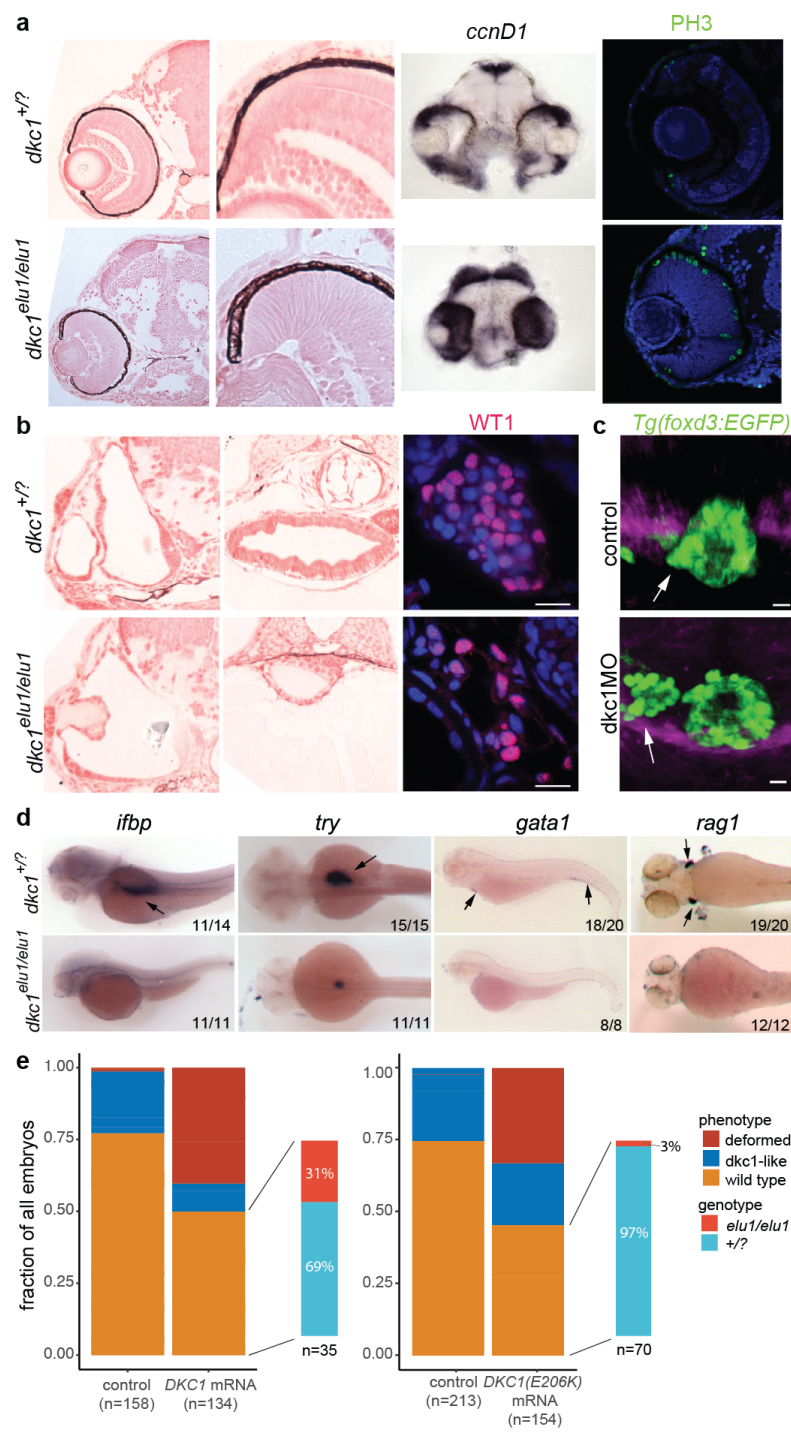 a
ccnD1
PH3
dkc1+/?
dkc1elu1/elu1
b
WT1
c
Tg(foxd3:EGFP)
dkc1+/?
control
dkc1elu1/elu1
dkc1MO
d
ifbp
try
gata1
rag1
dkc1+/?
11/14
15/15
18/20
19/20
dkc1elu1/elu1
11/11
11/11
8/8
12/12
e
fraction of all embryos
1.00
0.75
0.50
0.25
0.00
31%
69%
n=35
control
(n=158)
DKC1 mRNA
(n=134)
1.00
0.75
0.50
0.25
0.00
3%
97%
n=70
control
(n=213)
DKC1(E206K)
mRNA
(n=154)
phenotype
deformed
dkc1-like
wild type
genotype
elu1/elu1
+/?